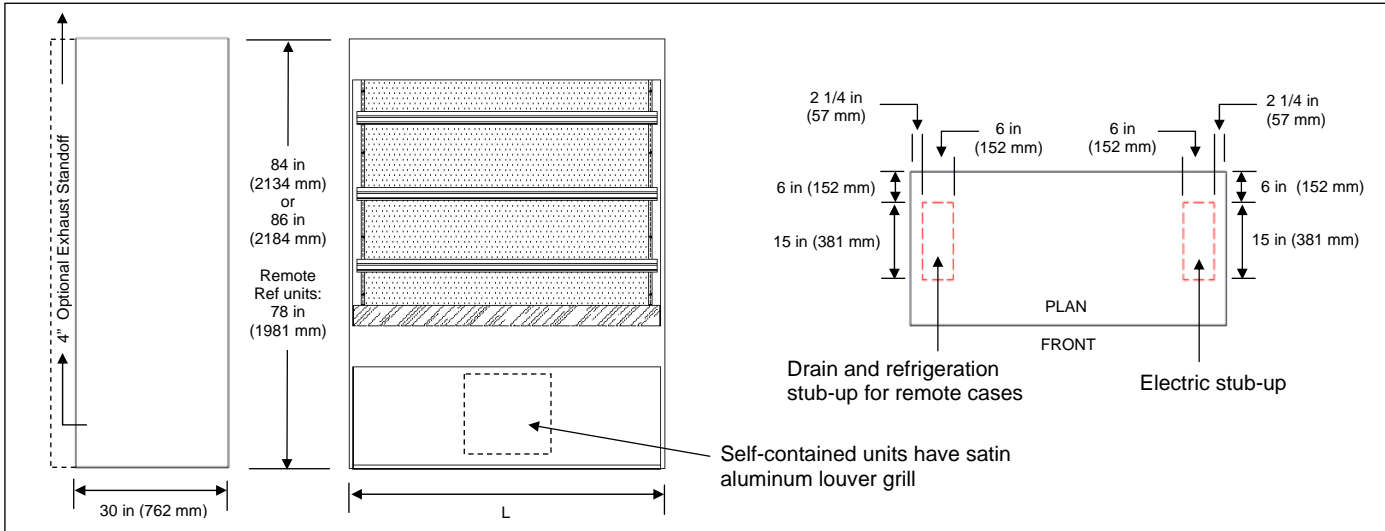 4" Optional Exhaust Standoff
30 in (762 mm)
84 in
(2134 mm)
or
86 in
(2184 mm)
Remote
Ref units:
78 in
(1981 mm)
L
Self-contained units have satin
aluminum louver grill
2 1/4 in
(57 mm)
6 in
(152 mm)
6 in
(152 mm)
2 1/4 in
(57 mm)
6 in (152 mm)
6 in (152 mm)
15 in (381 mm)
15 in (381 mm)
PLAN
FRONT
Drain and refrigeration
stub-up for remote cases
Electric stub-up